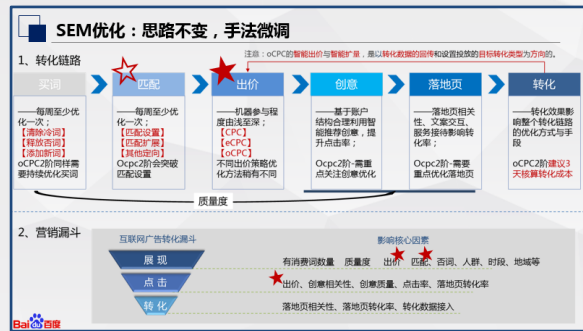 SEM优化：思路不变，手法微调
1、转化链路
注意：oCPC的智能出价与智能扩量，是以转化数据的回传和设置投放的目标转化类型为方向的。
买词
匹配
出价
创意
落地页
转化
——每周至少优
化一次；
【清除冷词】
【释放否词】
【添加新词】
oCPC2阶同样需
要持续优化买词
——每周至少优
化一次；
【匹配设置】
【匹配扩展】
【其他定向】
Ocpc2阶会突破
匹配设置
——机器参与程
度由浅至深；
【CPC】
【eCPC】
【oCPC】
不同出价策略优
化方法稍有不同
——基于账户
结构合理利用智
能推荐创意，提
升点击率；
Ocpc2阶-需重
点关注创意优化
——落地页相关
性、文案交互、
服务接待影响转
化率；
Ocpc2阶-需要
重点优化落地页
——转化效果影
响整个转化链路
的优化方式与手
段
oCPC2阶建议3
天核算转化成本
质量度
2、营销漏斗
互联网广告转化漏斗
影响核心因素
展现
有消费词数量 质量度 出价 匹配、否词、人群、时段、地域等
点击
出价、创意相关性、创意质量、点击率、落地页转化率
转化
落地页相关性、落地页转化率、转化数据接入
Bai du 百度